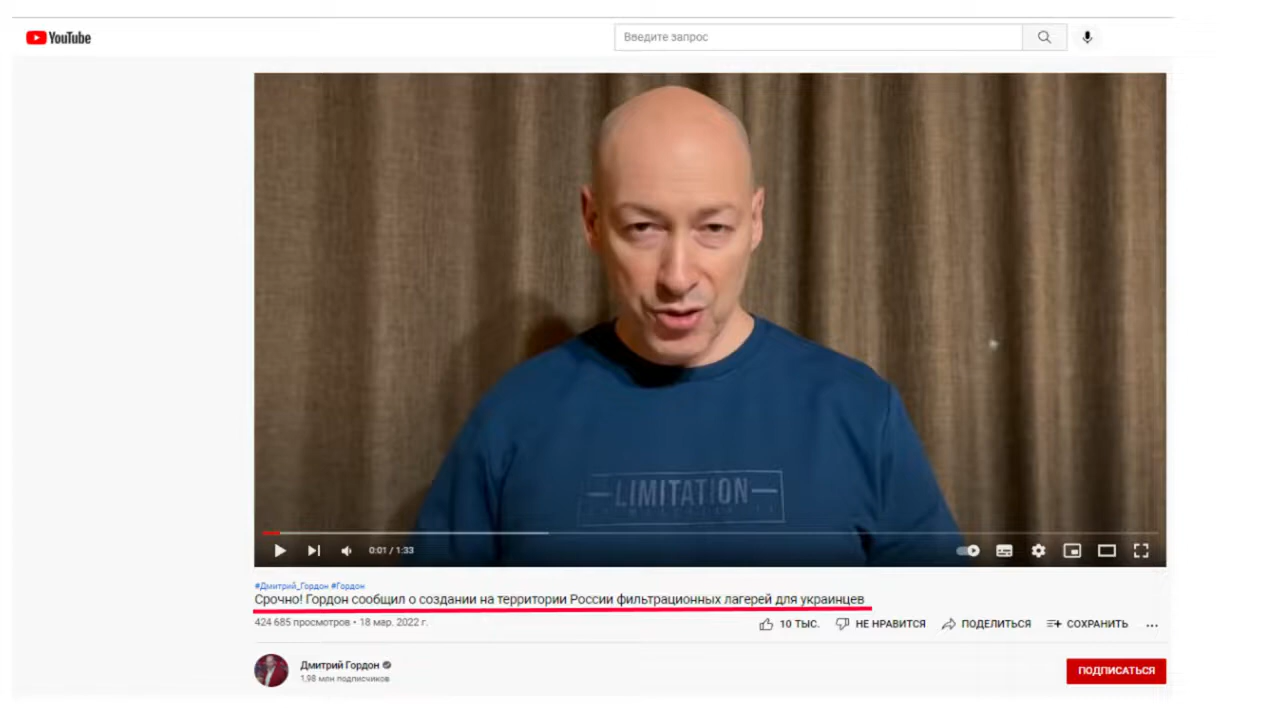 YouTube
Введите запрос
LIMITATION
0:01 / 1:33
#Дмитрий_Гордон #Гордон
Срочно! Гордон сообщил о создании на территории России фильтрационных лагерей для украинцев
424 685 просмотров • 18 мар. 2022 г.
10 ТЫС. НЕ НРАВИТСЯ ПОДЕЛИТЬСЯ СОХРАНИТЬ ...
Дмитрий Гордон
1,98 млн подписчиков
ПОДПИСАТЬСЯ